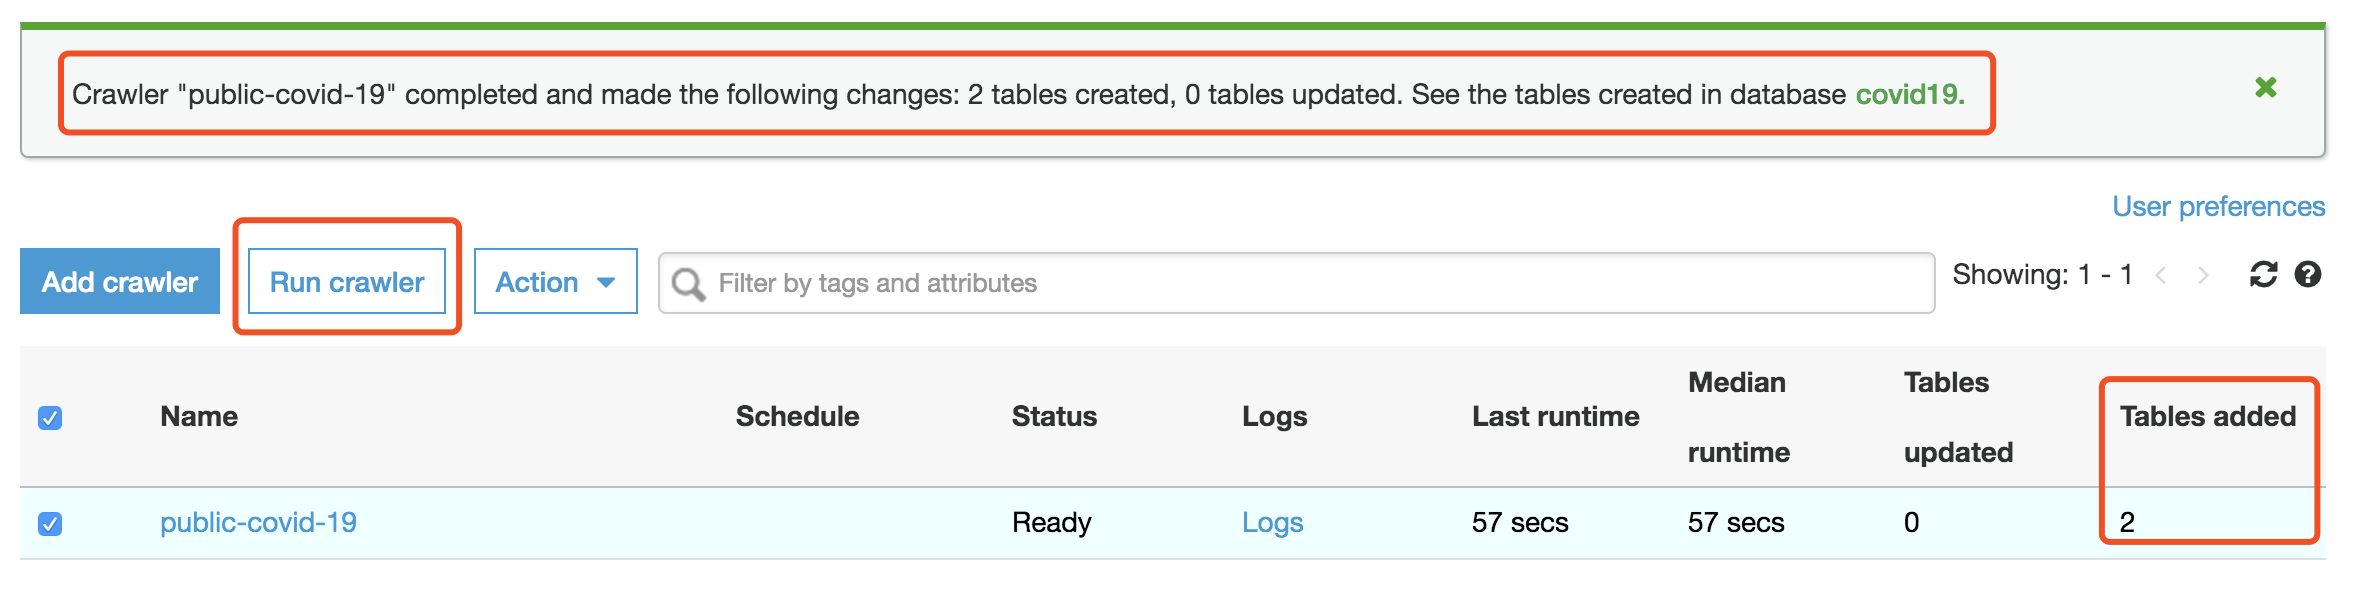 Crawler "public-covid-19" completed and made the following changes: 2 tables created, 0 tables updated. See the tables created in database covid19.
User preferences
Add crawler Run crawler Action Filter by tags and attributes Showing: 1 - 1
Name Schedule Status Logs Last runtime Median runtime Tables updated Tables added
public-covid-19 Ready Logs 57 secs 57 secs 0 2